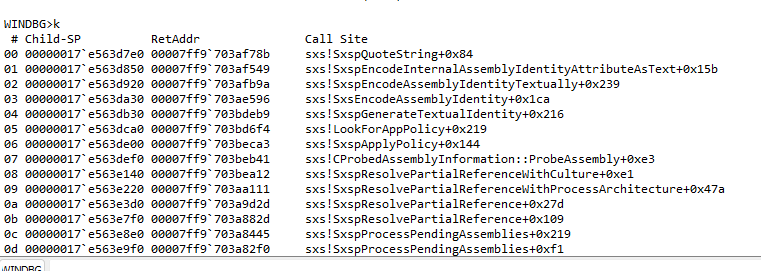 WINDBG>k
 # Child-SP          RetAddr               Call Site
00 00000017`e563d7e0 00007ff9`703af78b     sxs!SxspQuoteString+0x84
01 00000017`e563d850 00007ff9`703af549     sxs!SxspEncodeInternalAssemblyIdentityAttributeAsText+0x15b
02 00000017`e563d920 00007ff9`703afb9a     sxs!SxspEncodeAssemblyIdentityTextually+0x239
03 00000017`e563da30 00007ff9`703ae596     sxs!SxsEncodeAssemblyIdentity+0x1ca
04 00000017`e563db30 00007ff9`703bdeb9     sxs!SxspGenerateTextualIdentity+0x216
05 00000017`e563dca0 00007ff9`703bd6f4     sxs!LookForAppPolicy+0x219
06 00000017`e563de00 00007ff9`703beca3     sxs!SxspApplyPolicy+0x144
07 00000017`e563def0 00007ff9`703beb41     sxs!CProbedAssemblyInformation::ProbeAssembly+0xe3
08 00000017`e563e140 00007ff9`703bea12     sxs!SxspResolvePartialReferenceWithCulture+0xe1
09 00000017`e563e220 00007ff9`703aa111     sxs!SxspResolvePartialReferenceWithProcessArchitecture+0x47a
0a 00000017`e563e3d0 00007ff9`703a9d2d     sxs!SxspResolvePartialReference+0x27d
0b 00000017`e563e7f0 00007ff9`703a882d     sxs!SxspResolvePartialReference+0x109
0c 00000017`e563e8e0 00007ff9`703a8445     sxs!SxspProcessPendingAssemblies+0x219
0d 00000017`e563e9f0 00007ff9`703a82f0     sxs!SxspProcessPendingAssemblies+0xf1
WINDBG